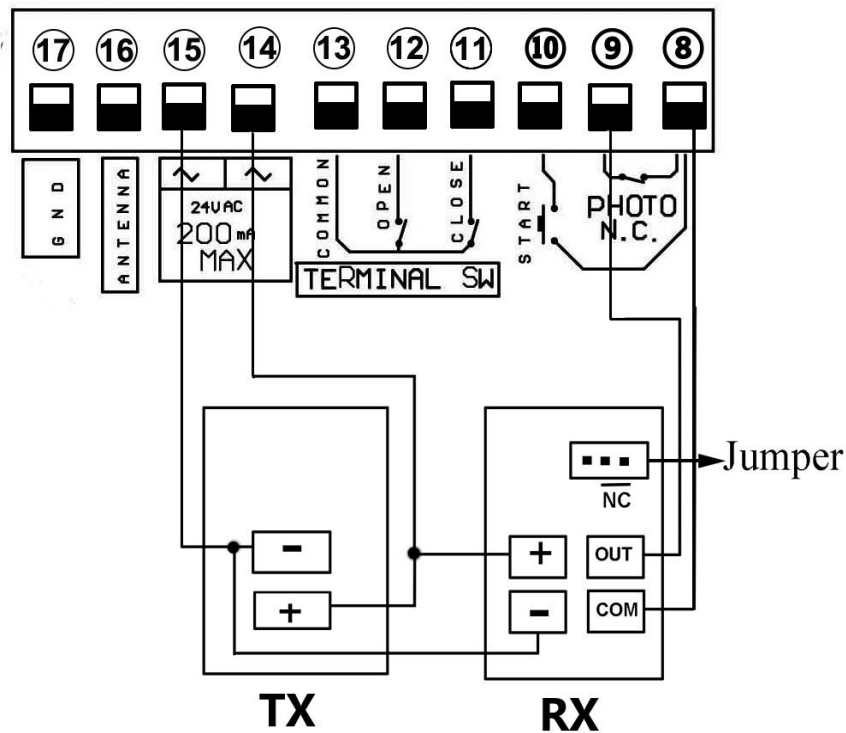 17 16 15 14 13 12 11 10 9 8
GND
ANTENNA
24VAC
200mA
MAX
COMMON
OPEN
CLOSE
TERMINAL SW
START
PHOTO
N.C.
Jumper
NC
- + OUT
+ - COM
TX RX